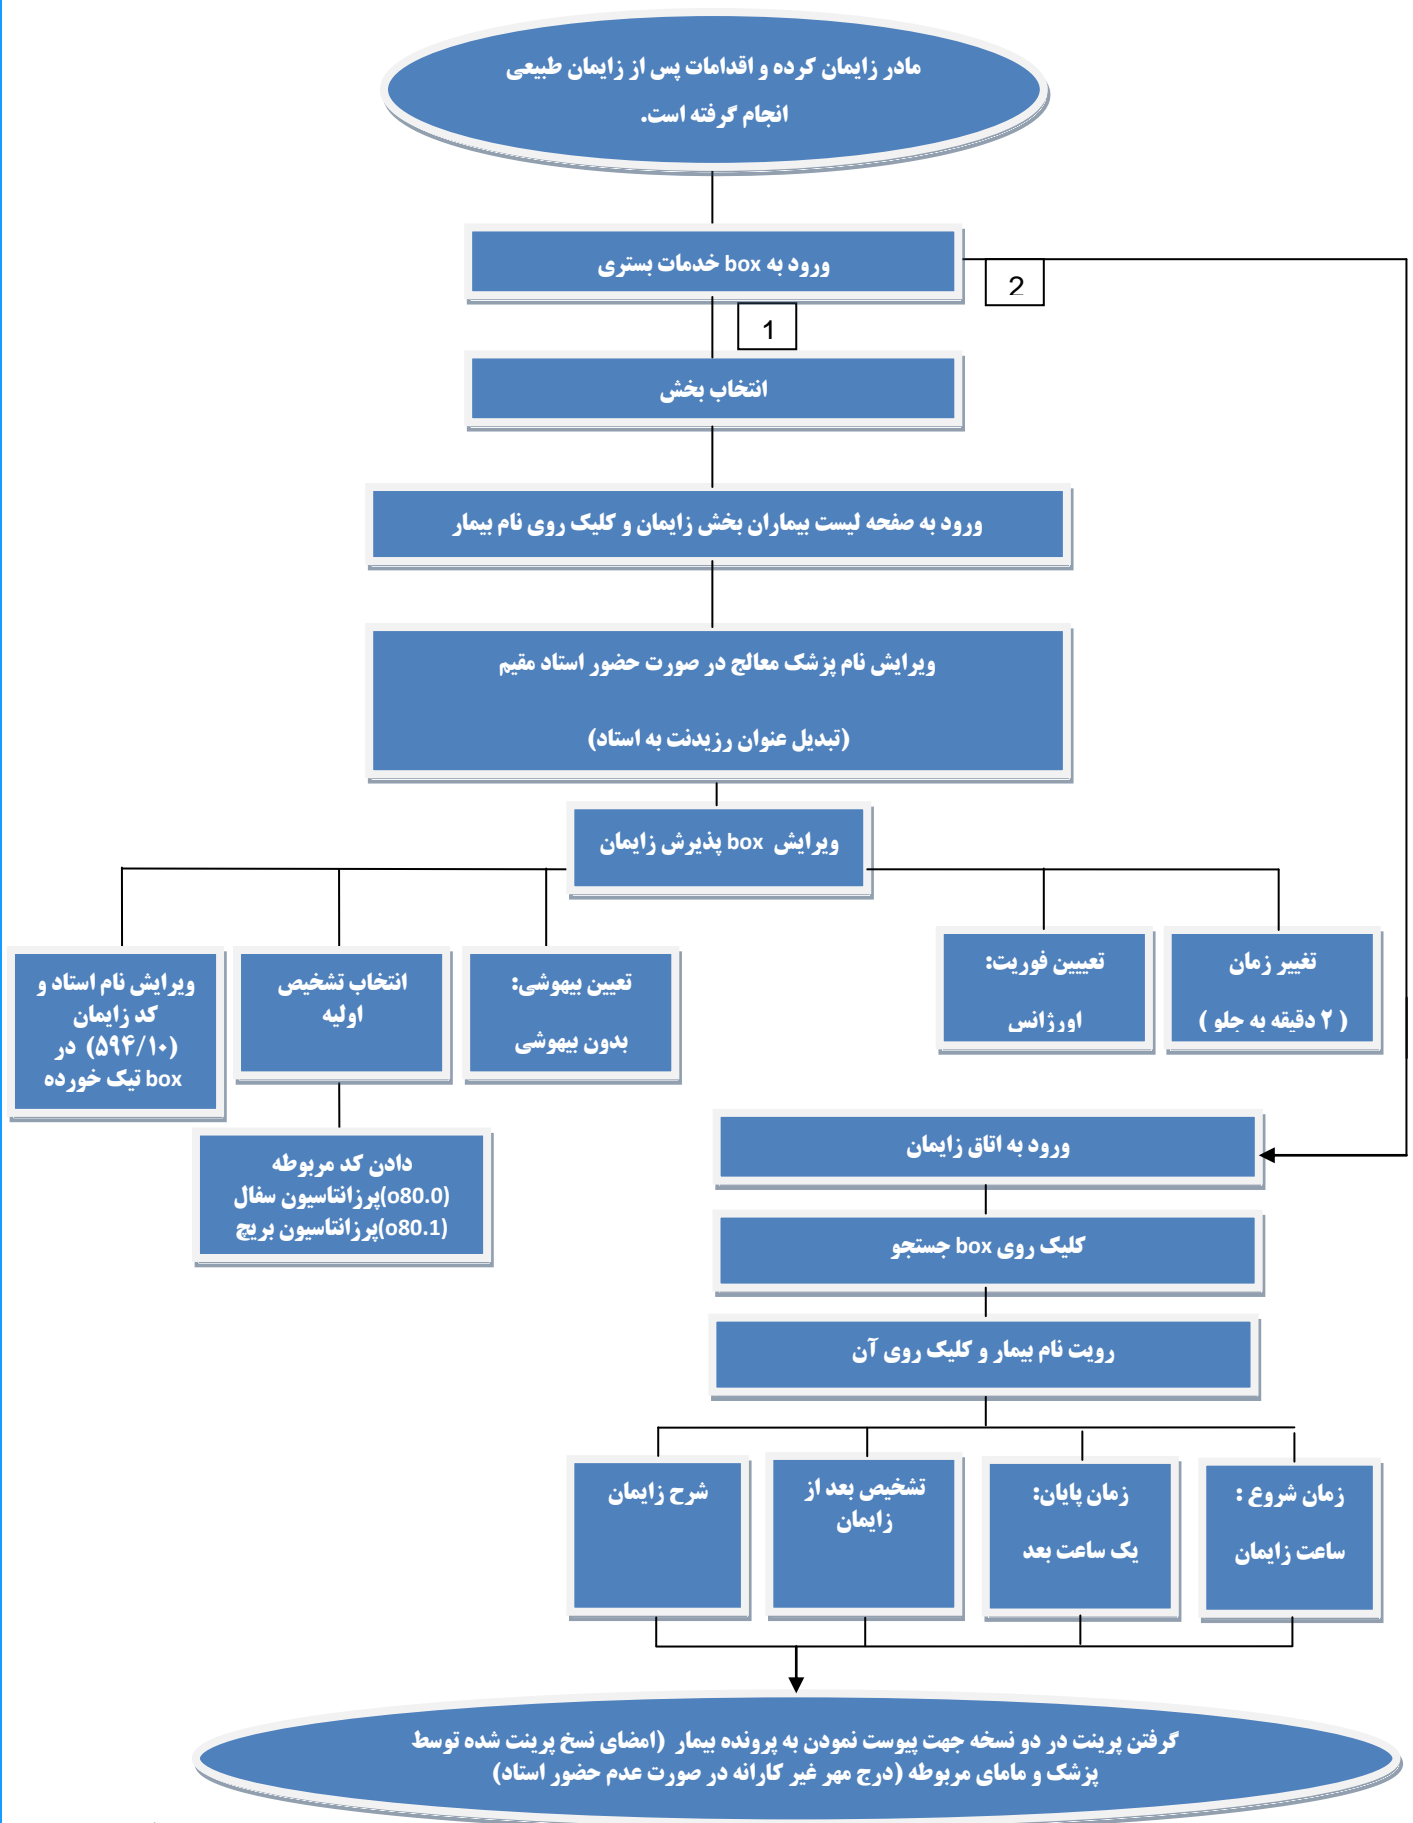 مادر زایمان کرده و اقدامات پس از زایمان طبیعی
انجام گرفته است.
ورود به box خدمات بستری
2
1
انتخاب بخش
ورود به صفحه لیست بیماران بخش زایمان و کلیک روی نام بیمار
ویرایش نام پزشک معالج در صورت حضور استاد مقیم
(تبدیل عنوان رزیدنت به استاد)
ویرایش box پذیرش زایمان
تغییر زمان
( ۲ دقیقه به جلو )
تعییین فوریت:
اورژانس
تعیین بیهوشی:
بدون بیهوشی
انتخاب تشخیص
اولیه
ویرایش نام استاد و
کد زایمان
(۵۹۴/۱۰) در
box تیک خورده
دادن کد مربوطه
(o80.0)پرزانتاسیون سفال
(o80.1)پرزانتاسیون بریچ
ورود به اتاق زایمان
کلیک روی box جستجو
رویت نام بیمار و کلیک روی آن
زمان شروع :
ساعت زایمان
زمان پایان:
یک ساعت بعد
تشخیص بعد از
زایمان
شرح زایمان
گرفتن پرینت در دو نسخه جهت پیوست نمودن به پرونده بیمار (امضای نسخ پرینت شده توسط
پزشک و مامای مربوطه (درج مهر غیر کارانه در صورت عدم حضور استاد)